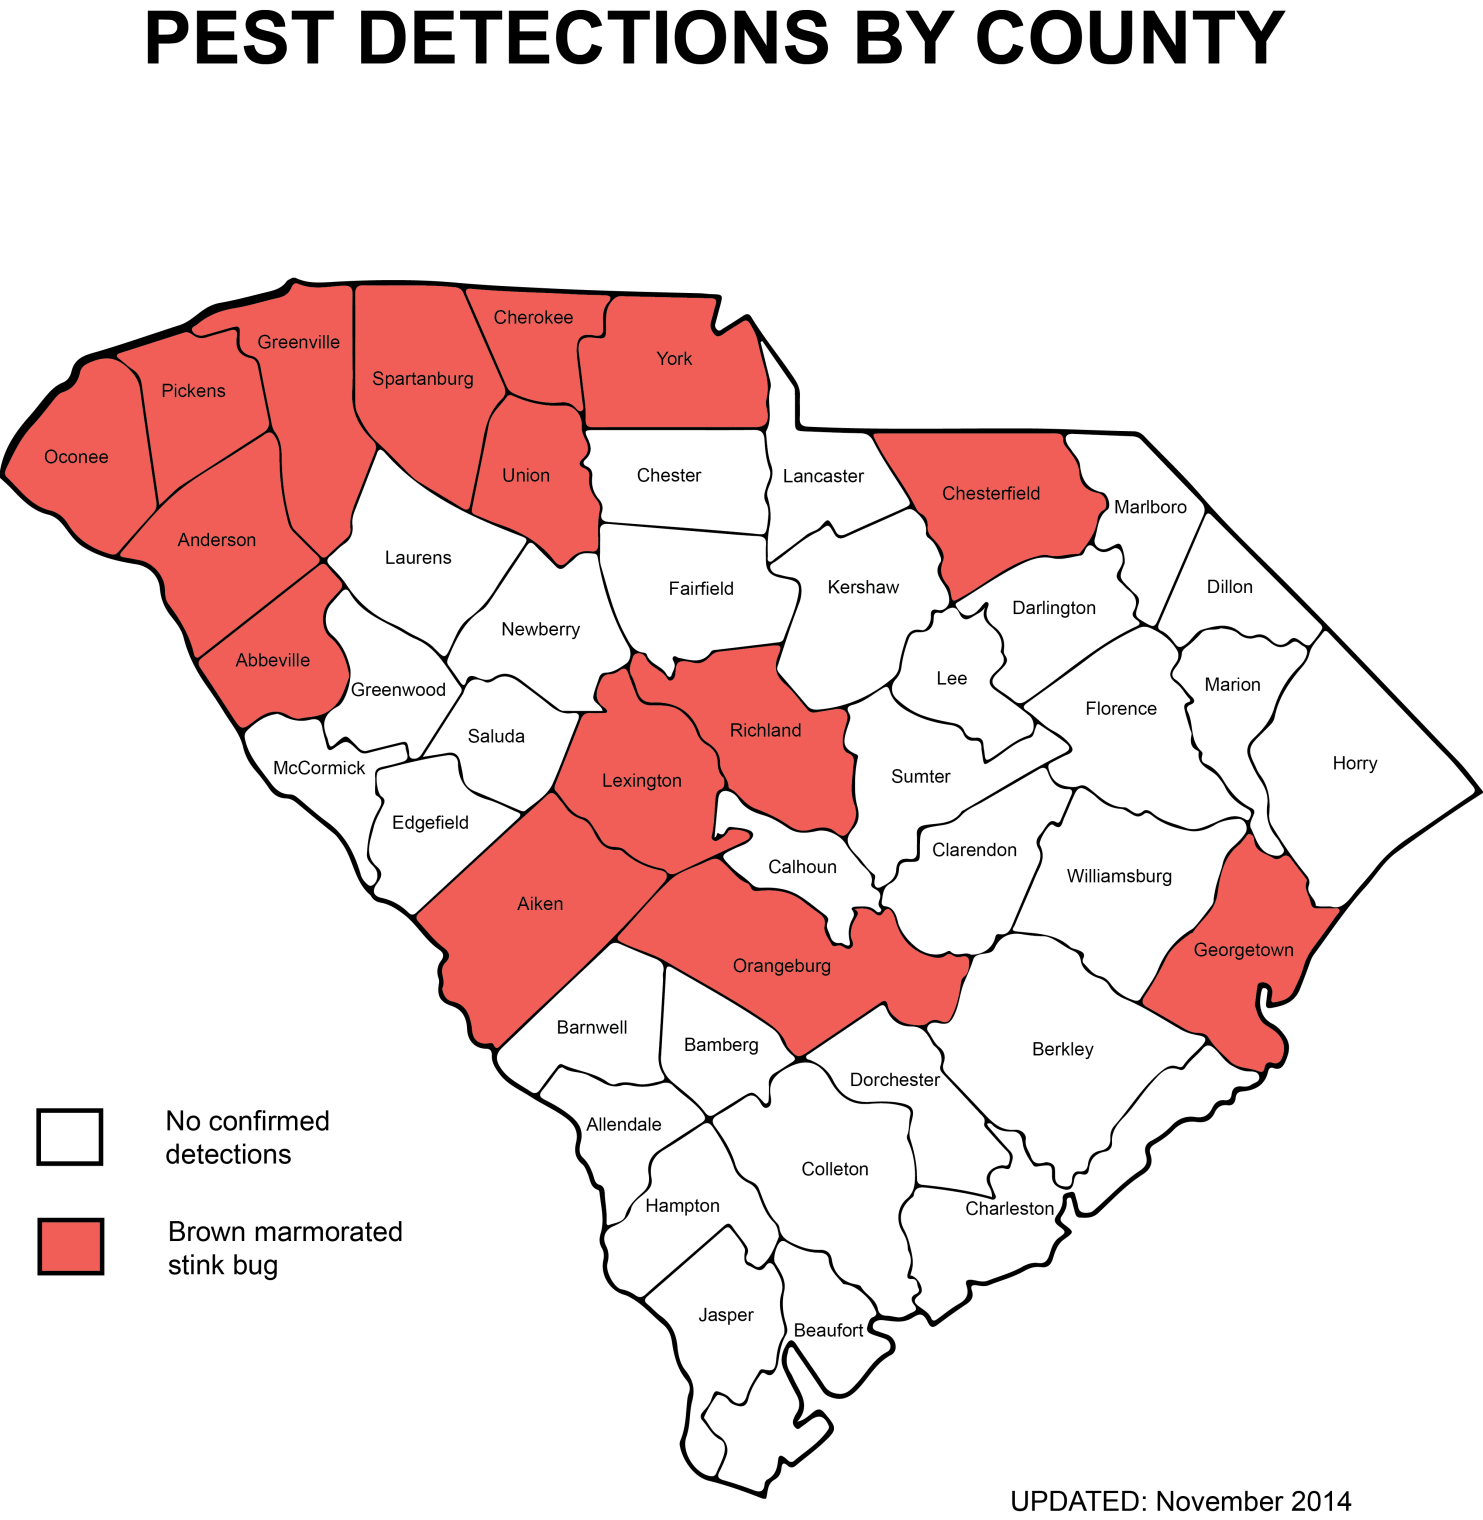 PEST DETECTIONS BY COUNTY
Cherokee
Greenville
York
Spartanburg
Pickens
Oconee
Union
Chester
Lancaster
Chesterfield
Marlboro
Anderson
Laurens
Fairfield
Kershaw
Dillon
Darlington
Newberry
Abbeville
Lee
Marion
Greenwood
Florence
Richland
Saluda
McCormick
Lexington
Sumter
Horry
Edgefield
Clarendon
Calhoun
Williamsburg
Aiken
Georgetown
Orangeburg
Barnwell
Bamberg
Berkley
Dorchester
Allendale
Colleton
Hampton
Charleston
Jasper
Beaufort
No confirmed
detections
Brown marmorated
stink bug
UPDATED: November 2014